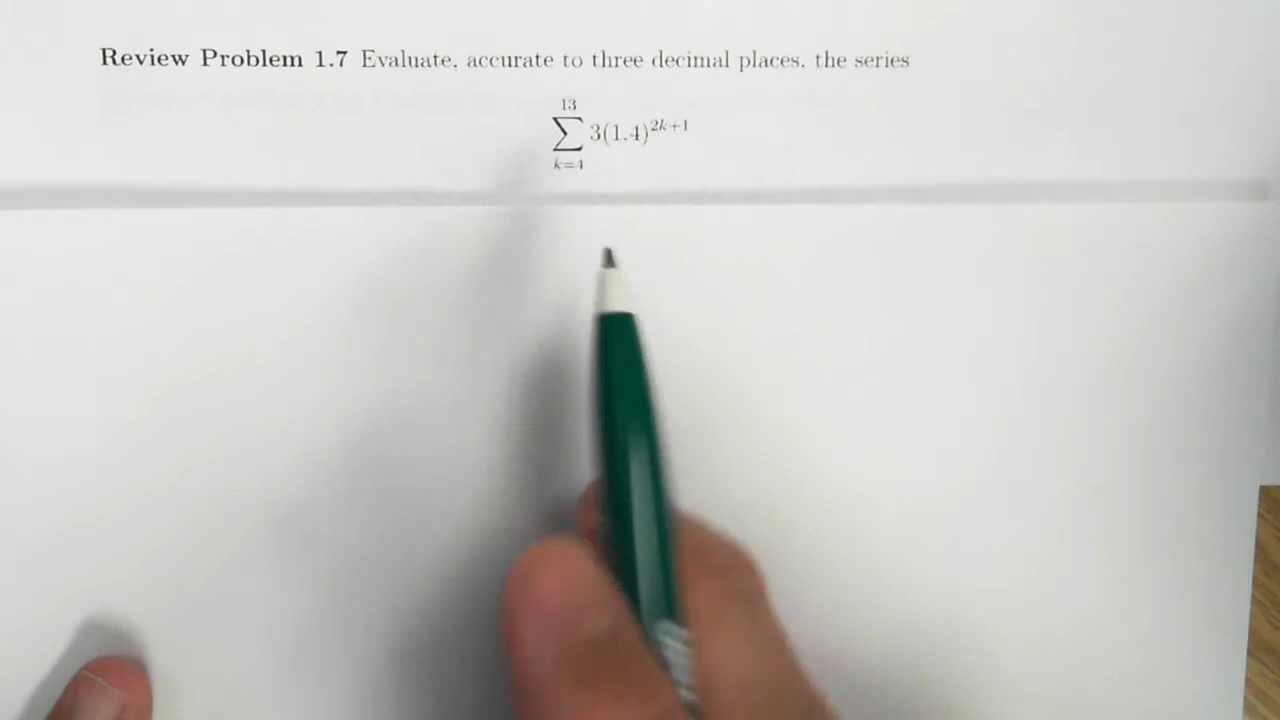 Review Problem 1.7 Evaluate, accurate to three decimal places, the series
13
∑ 3(1.4)^{2k+1}
k=4